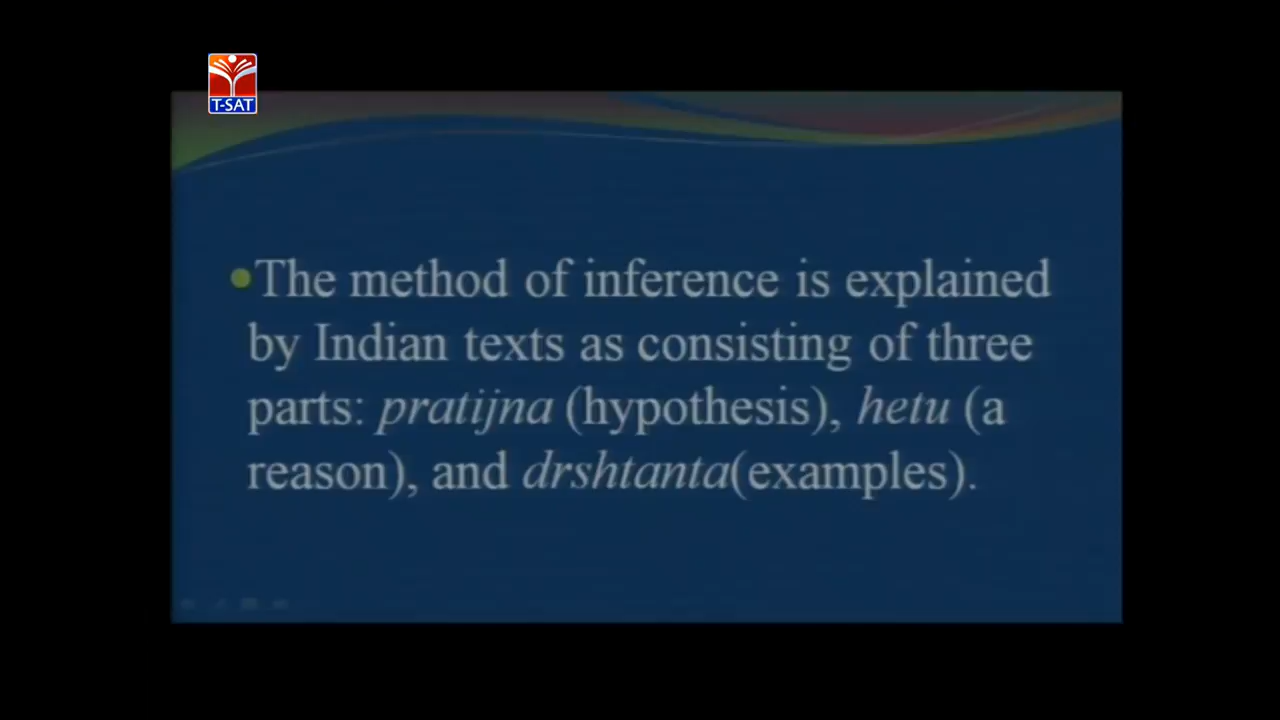 T-SAT
•The method of inference is explained
by Indian texts as consisting of three
parts: pratijna (hypothesis), hetu (a
reason), and drshtanta(examples).